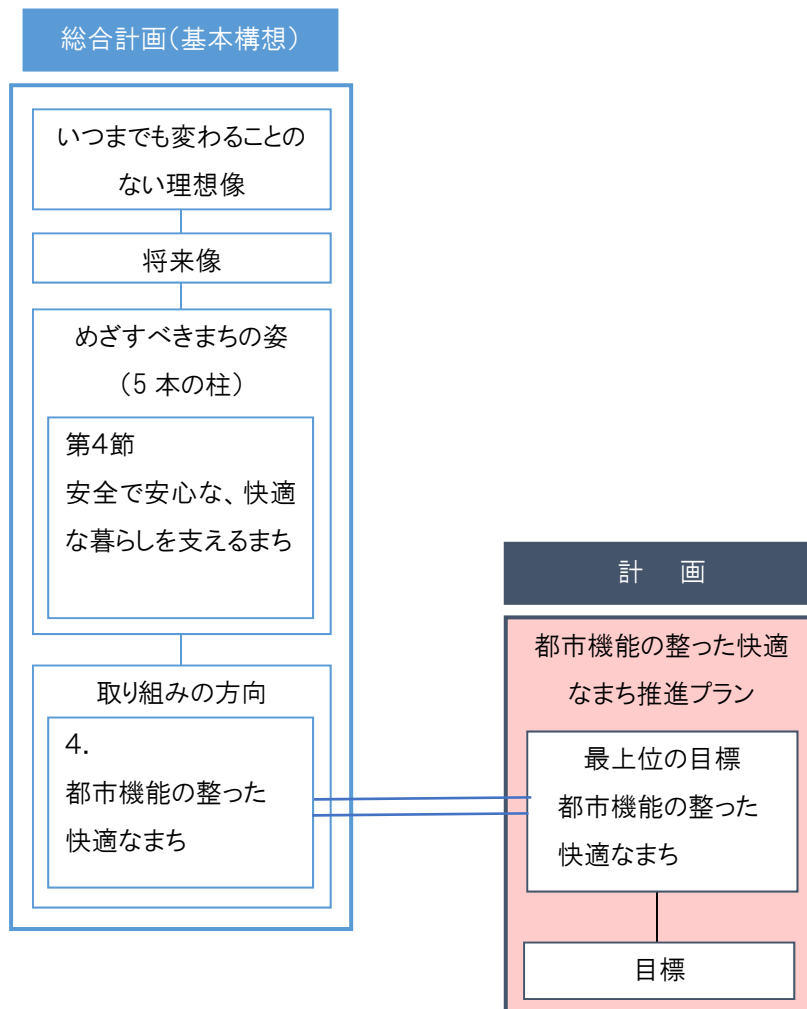 総合計画(基本構想)
いつまでも変わることの
ない理想像
将来像
めざすべきまちの姿
(5 本の柱)
第4節
安全で安心な、快適
な暮らしを支えるまち
取り組みの方向
4.
都市機能の整った
快適なまち
計 画
都市機能の整った快適
なまち推進プラン
最上位の目標
都市機能の整った
快適なまち
目標